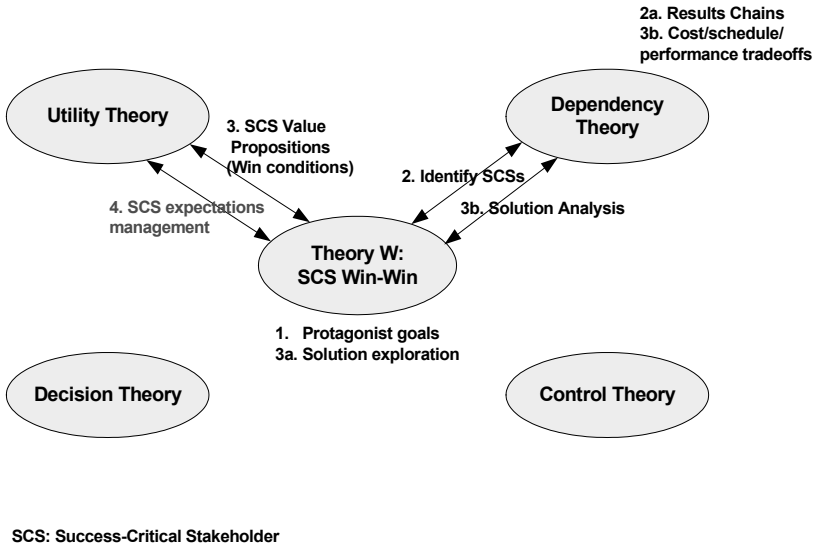 2a. Results Chains
3b. Cost/schedule/
performance tradeoffs
Utility Theory
Dependency
Theory
3. SCS Value
Propositions
(Win conditions)
2. Identify SCSs
4. SCS expectations
management
3b. Solution Analysis
Theory W:
SCS Win-Win
1. Protagonist goals
3a. Solution exploration
Decision Theory
Control Theory
SCS: Success-Critical Stakeholder